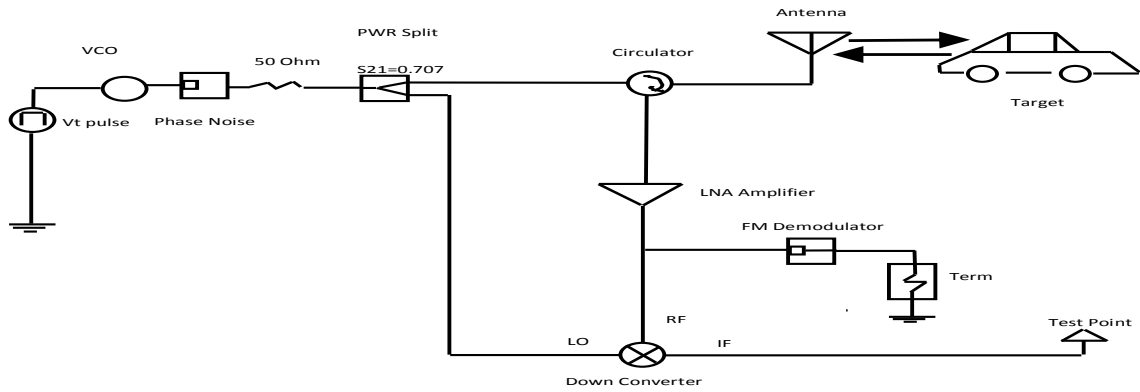 Antenna
PWR Split
VCO
Circulator
50 Ohm
S21=0.707
Target
Vt pulse
Phase Noise
LNA Amplifier
FM Demodulator
Term
RF
Test Point
LO
IF
Down Converter